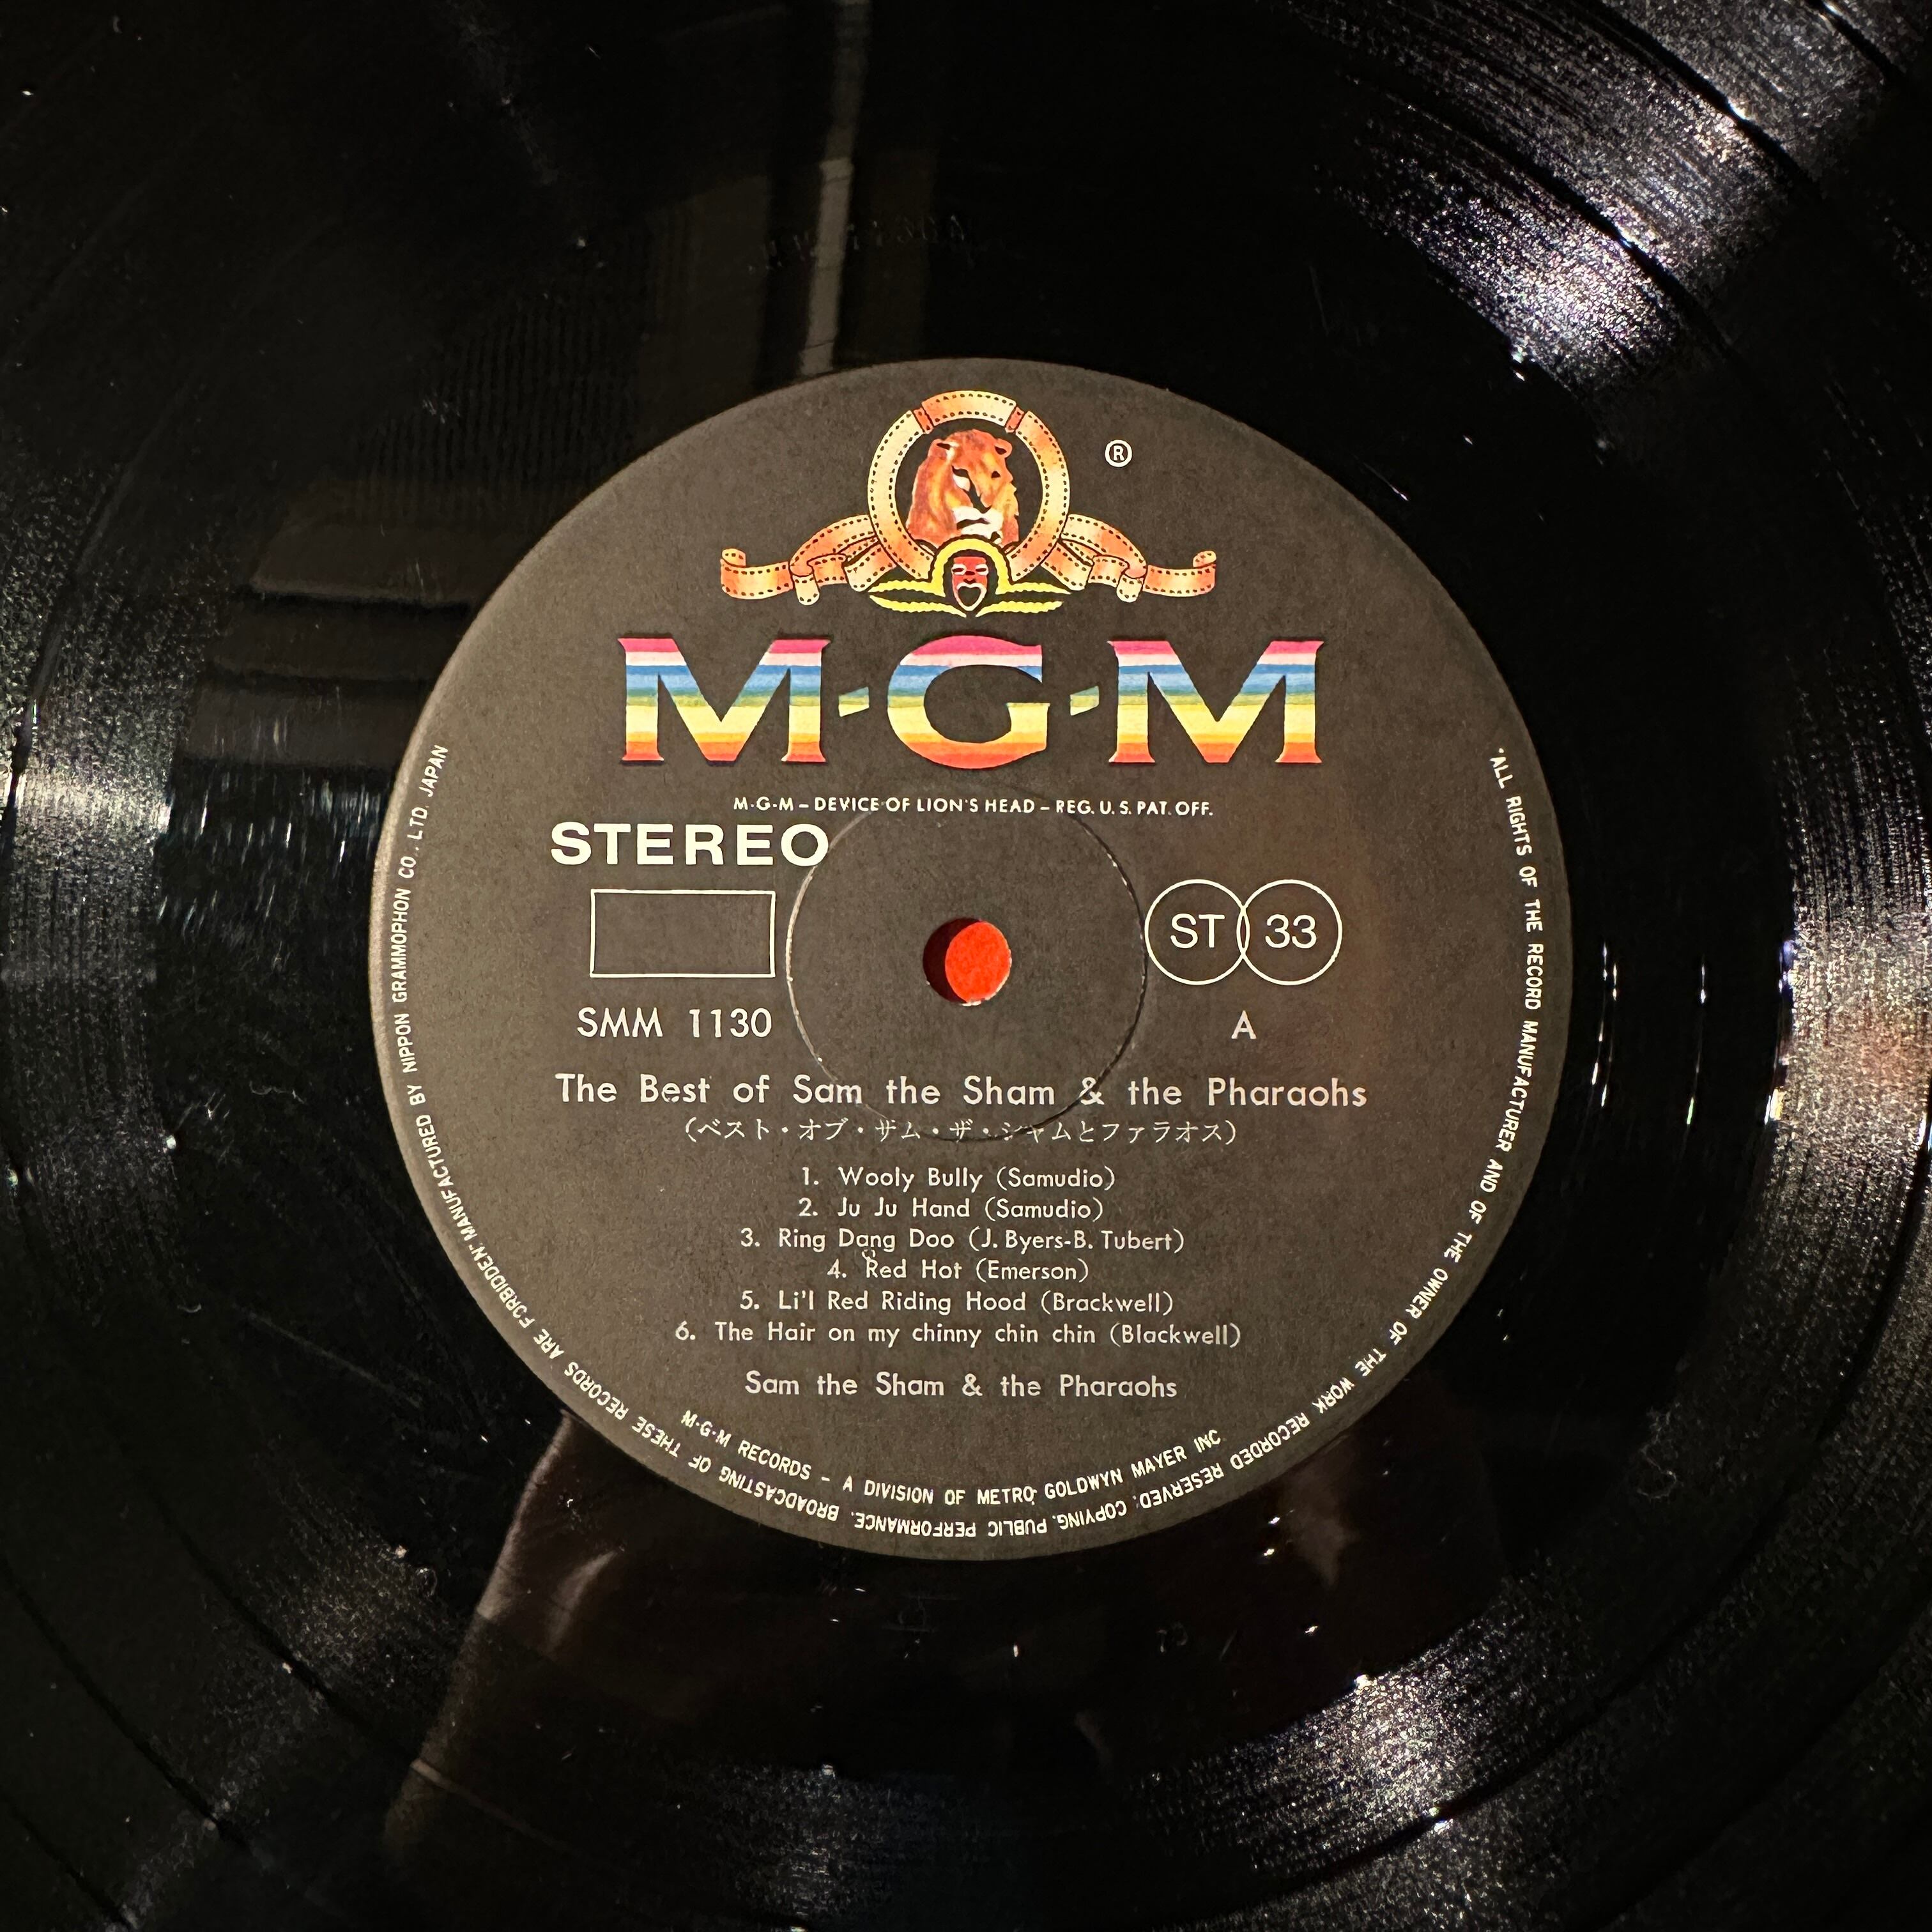 ®
M·G·M
M·G·M – DEVICE OF LION'S HEAD – REG. U. S. PAT. OFF.
STEREO
ST 33
SMM 1130
A
The Best of Sam the Sham & the Pharaohs
(ベスト・オブ・ザム・ザ・シャムとファラオス)
1. Wooly Bully (Samudio)
2. Ju Ju Hand (Samudio)
3. Ring Dang Doo (J. Byers-B. Tubert)
4. Red Hot (Emerson)
5. Li'l Red Riding Hood (Brackwell)
6. The Hair on my chinny chin chin (Blackwell)
Sam the Sham & the Pharaohs
M-G-M RECORDS – A DIVISION OF METRO-GOLDWYN MAYER INC
"ALL RIGHTS OF THE RECORD MANUFACTURER AND OF THE OWNER OF THE WORK RECORDED RESERVED. COPYING. PUBLIC PERFORMANCE. BROADCASTING OF THESE RECORDS ARE FORBIDDEN" MANUFACTURED BY NIPPON GRAMMOPHON CO., LTD. JAPAN